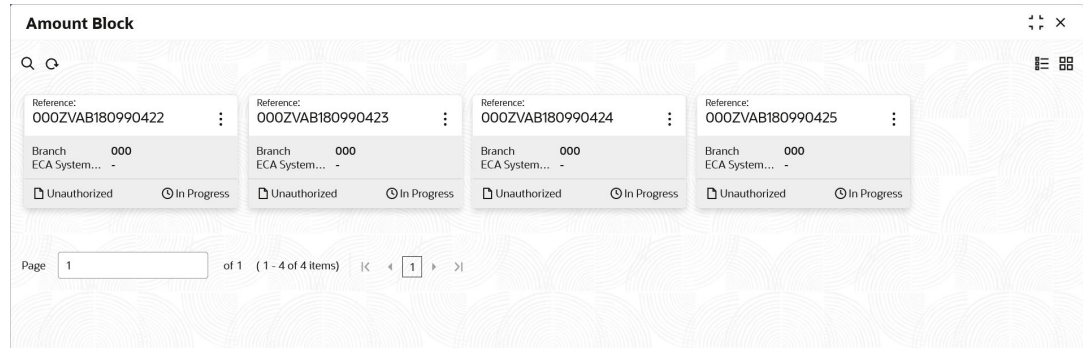 Amount Block
Reference:
000ZVAB180990422
Branch 000
ECA System... -
Unauthorized In Progress
Reference:
000ZVAB180990423
Branch 000
ECA System... -
Unauthorized In Progress
Reference:
000ZVAB180990424
Branch 000
ECA System... -
Unauthorized In Progress
Reference:
000ZVAB180990425
Branch 000
ECA System... -
Unauthorized In Progress
Page 1 of 1 ( 1 - 4 of 4 items) 1